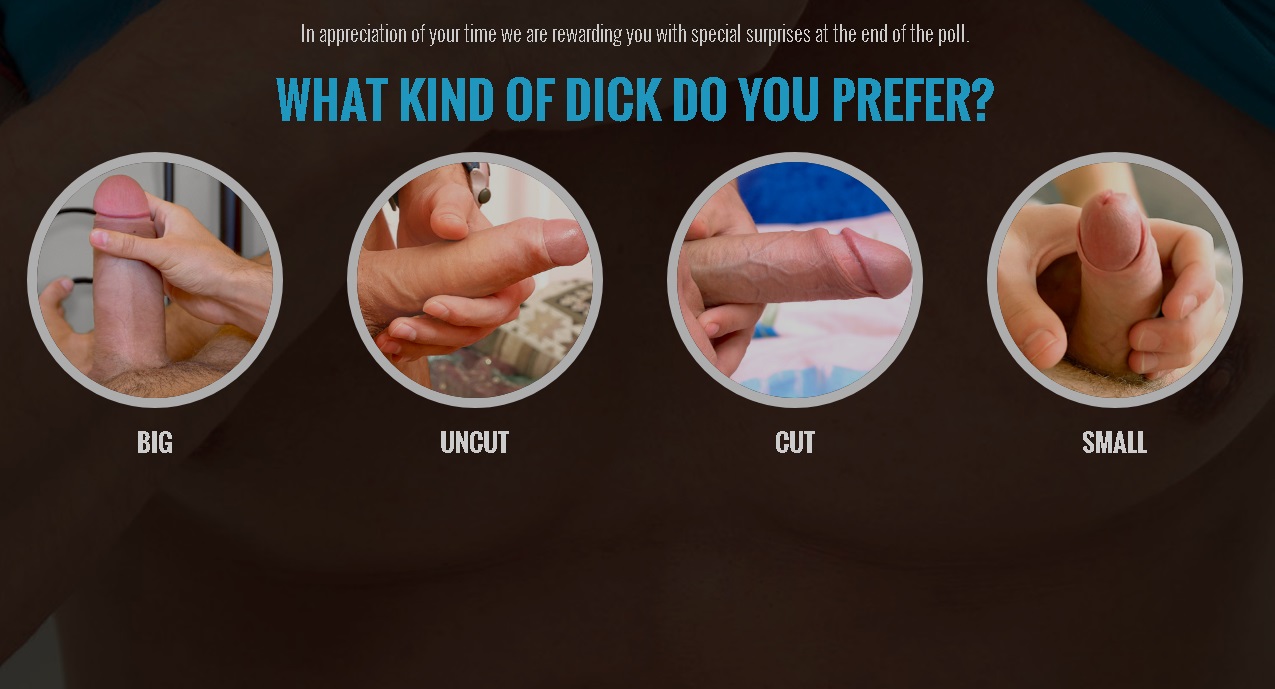 In appreciation of your time we are rewarding you with special surprises at the end of the poll.
WHAT KIND OF DICK DO YOU PREFER?
BIG
UNCUT
CUT
SMALL